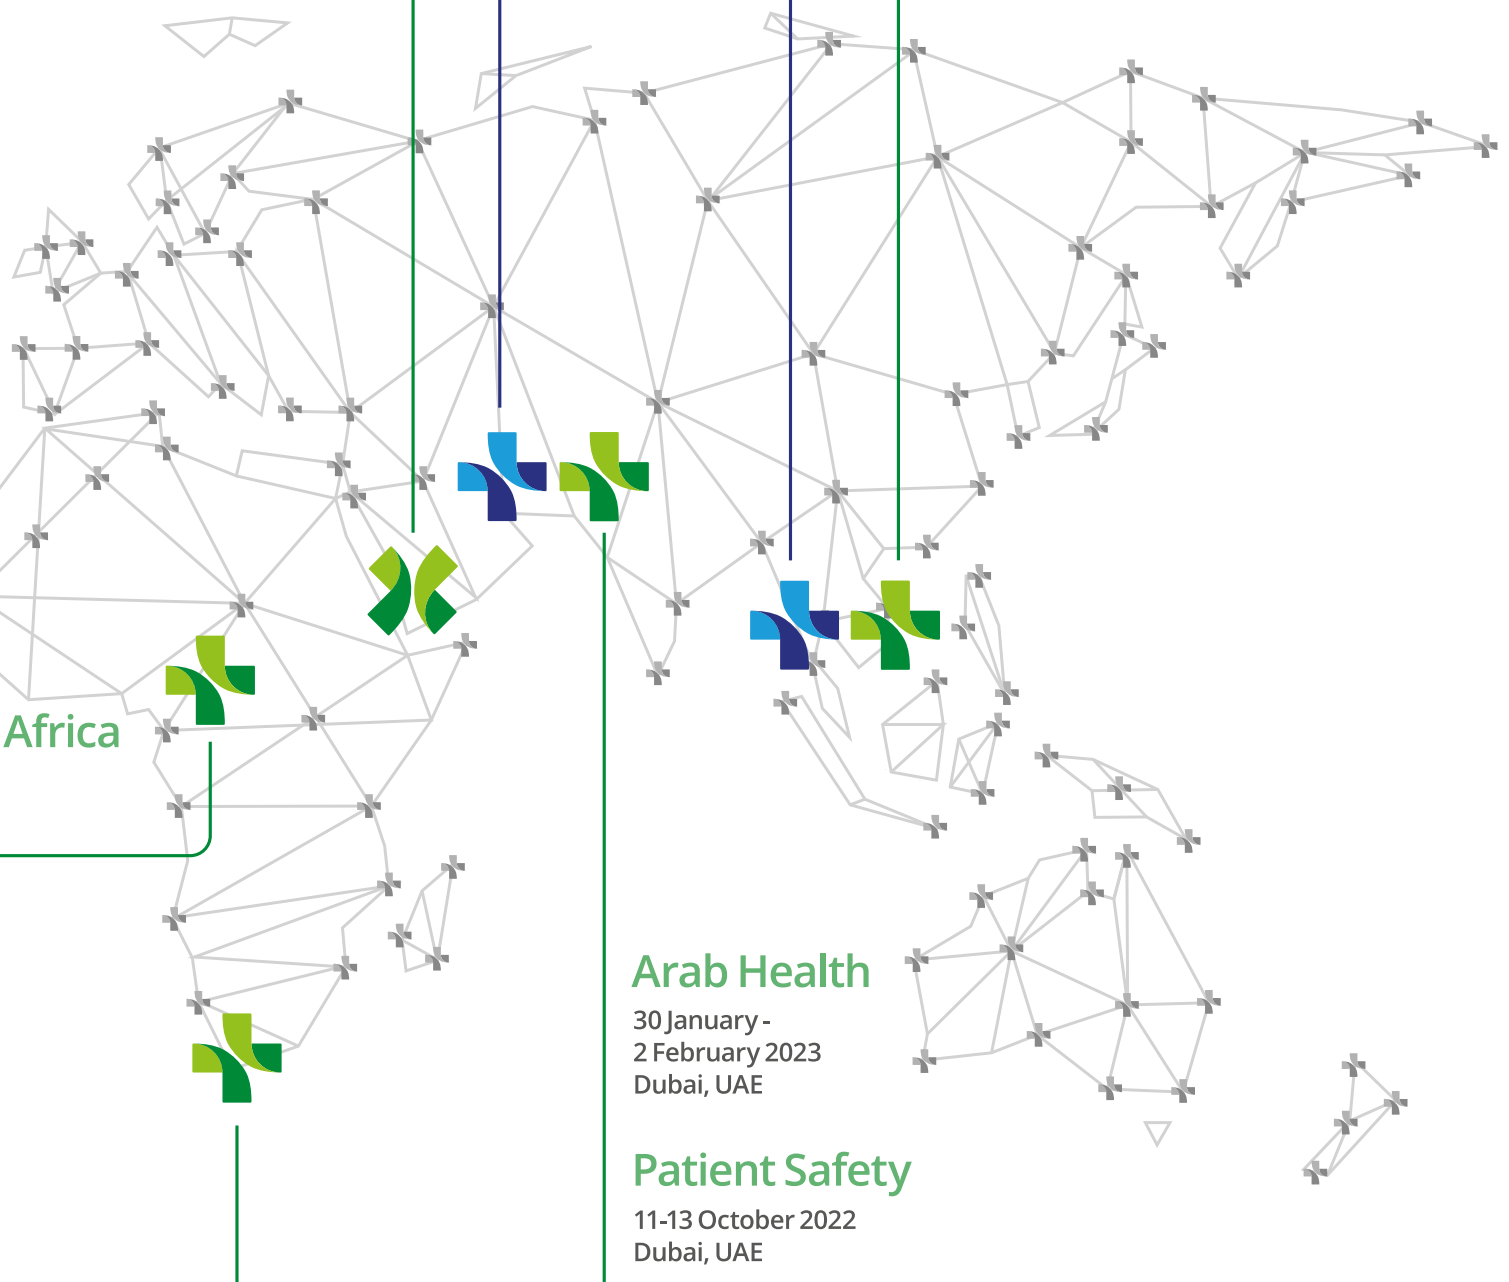 Africa
Arab Health
30 January -
2 February 2023
Dubai, UAE
Patient Safety
11-13 October 2022
Dubai, UAE